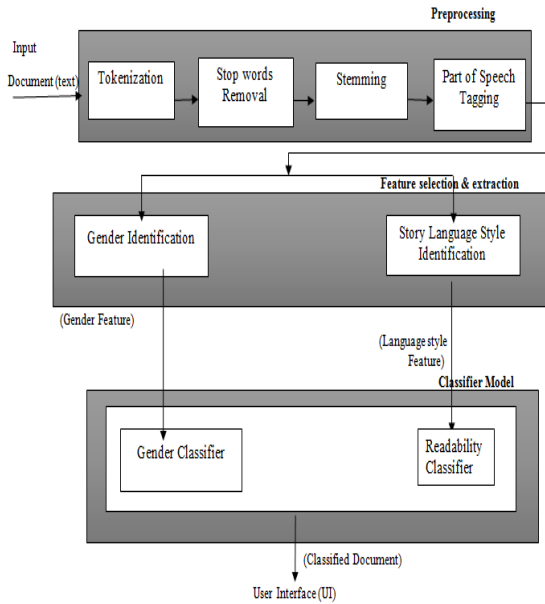 Preprocessing
Input
Document (text)
Tokenization
Stop words
Removal
Stemming
Part of Speech
Tagging
Feature selection & extraction
Gender Identification
Story Language Style
Identification
(Gender Feature)
(Language style
Feature)
Classifier Model
Gender Classifier
Readability
Classifier
(Classified Document)
User Interface (UI)